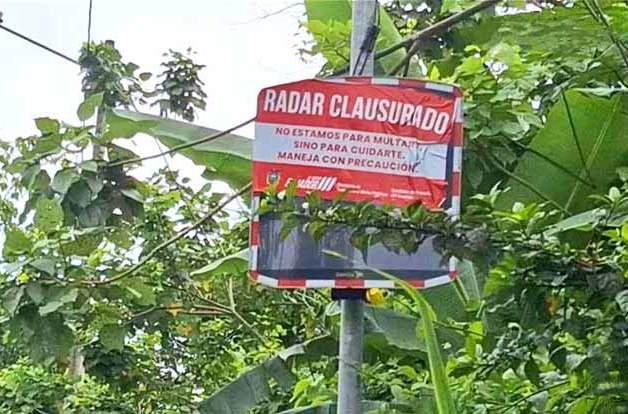 RADAR CLAUSURADO
NO ESTAMOS PARA MULTARTE
SINO PARA CUIDARTE.
MANEJA CON PRECAUCIÓN.